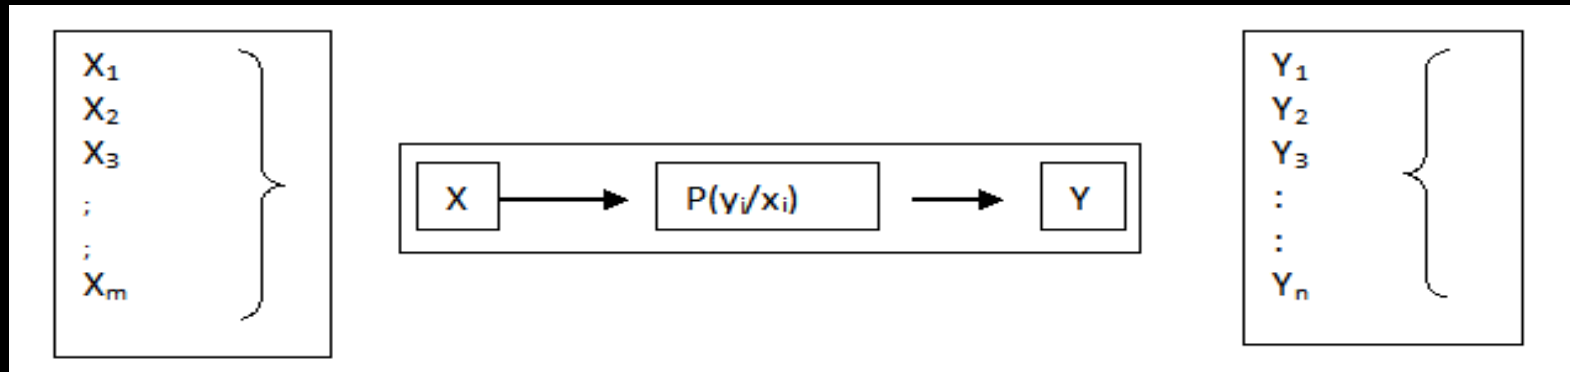 X₁
X₂
X₃
;
;
Xₘ
X
P(yᵢ/xᵢ)
Y
Y₁
Y₂
Y₃
:
:
Yₙ